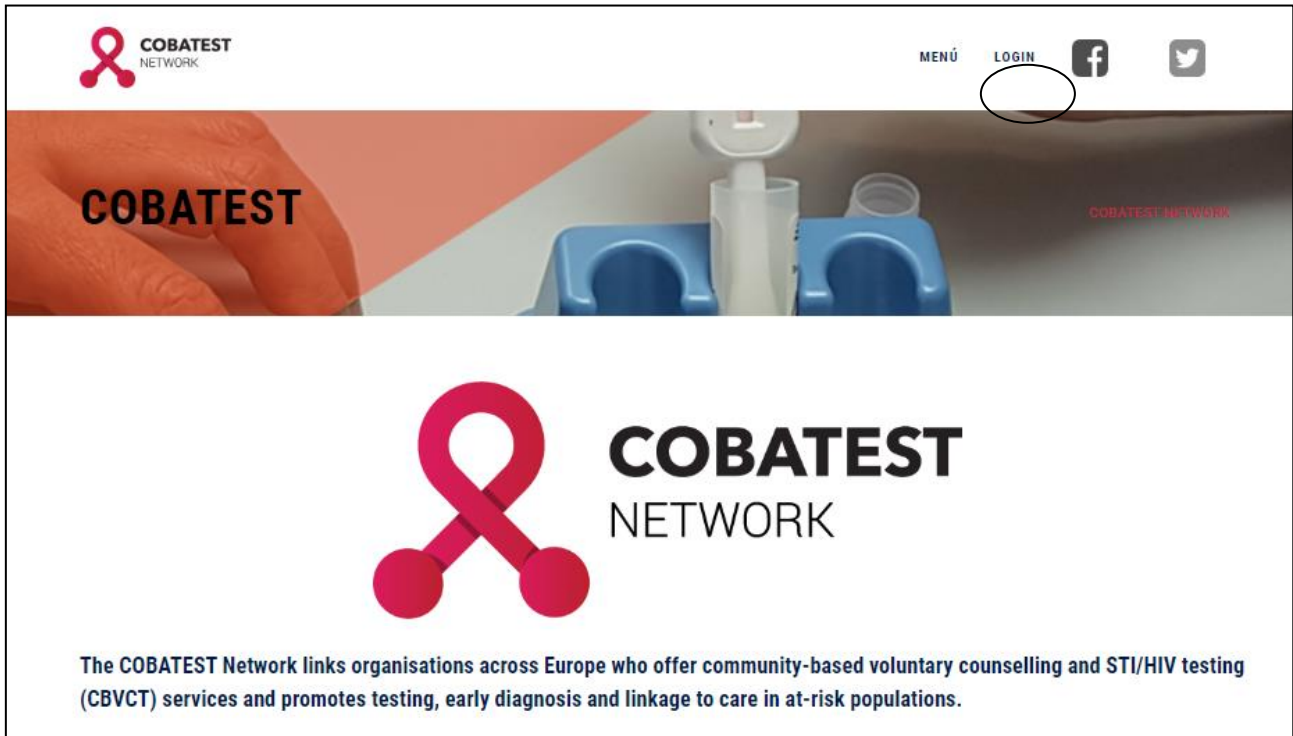 COBATEST
NETWORK
MENÚ LOGIN
COBATEST
COBATEST NETWORK
COBATEST
NETWORK
The COBATEST Network links organisations across Europe who offer community-based voluntary counselling and STI/HIV testing
(CBVCT) services and promotes testing, early diagnosis and linkage to care in at-risk populations.